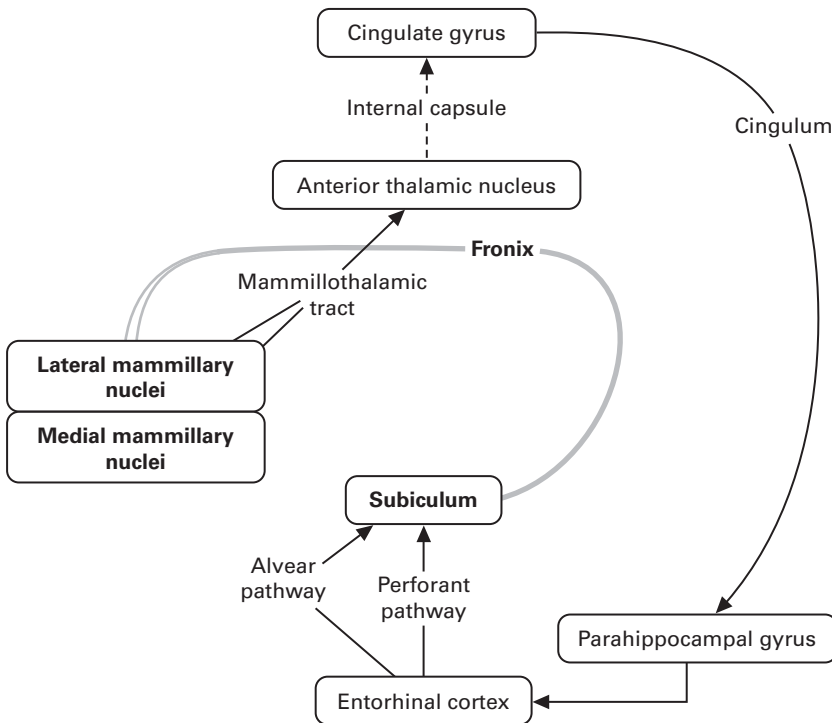 Cingulate gyrus
Internal capsule
Cingulum
Anterior thalamic nucleus
Fronix
Mammillothalamic
tract
Lateral mammillary
nuclei
Medial mammillary
nuclei
Subiculum
Alvear
pathway
Perforant
pathway
Parahippocampal gyrus
Entorhinal cortex